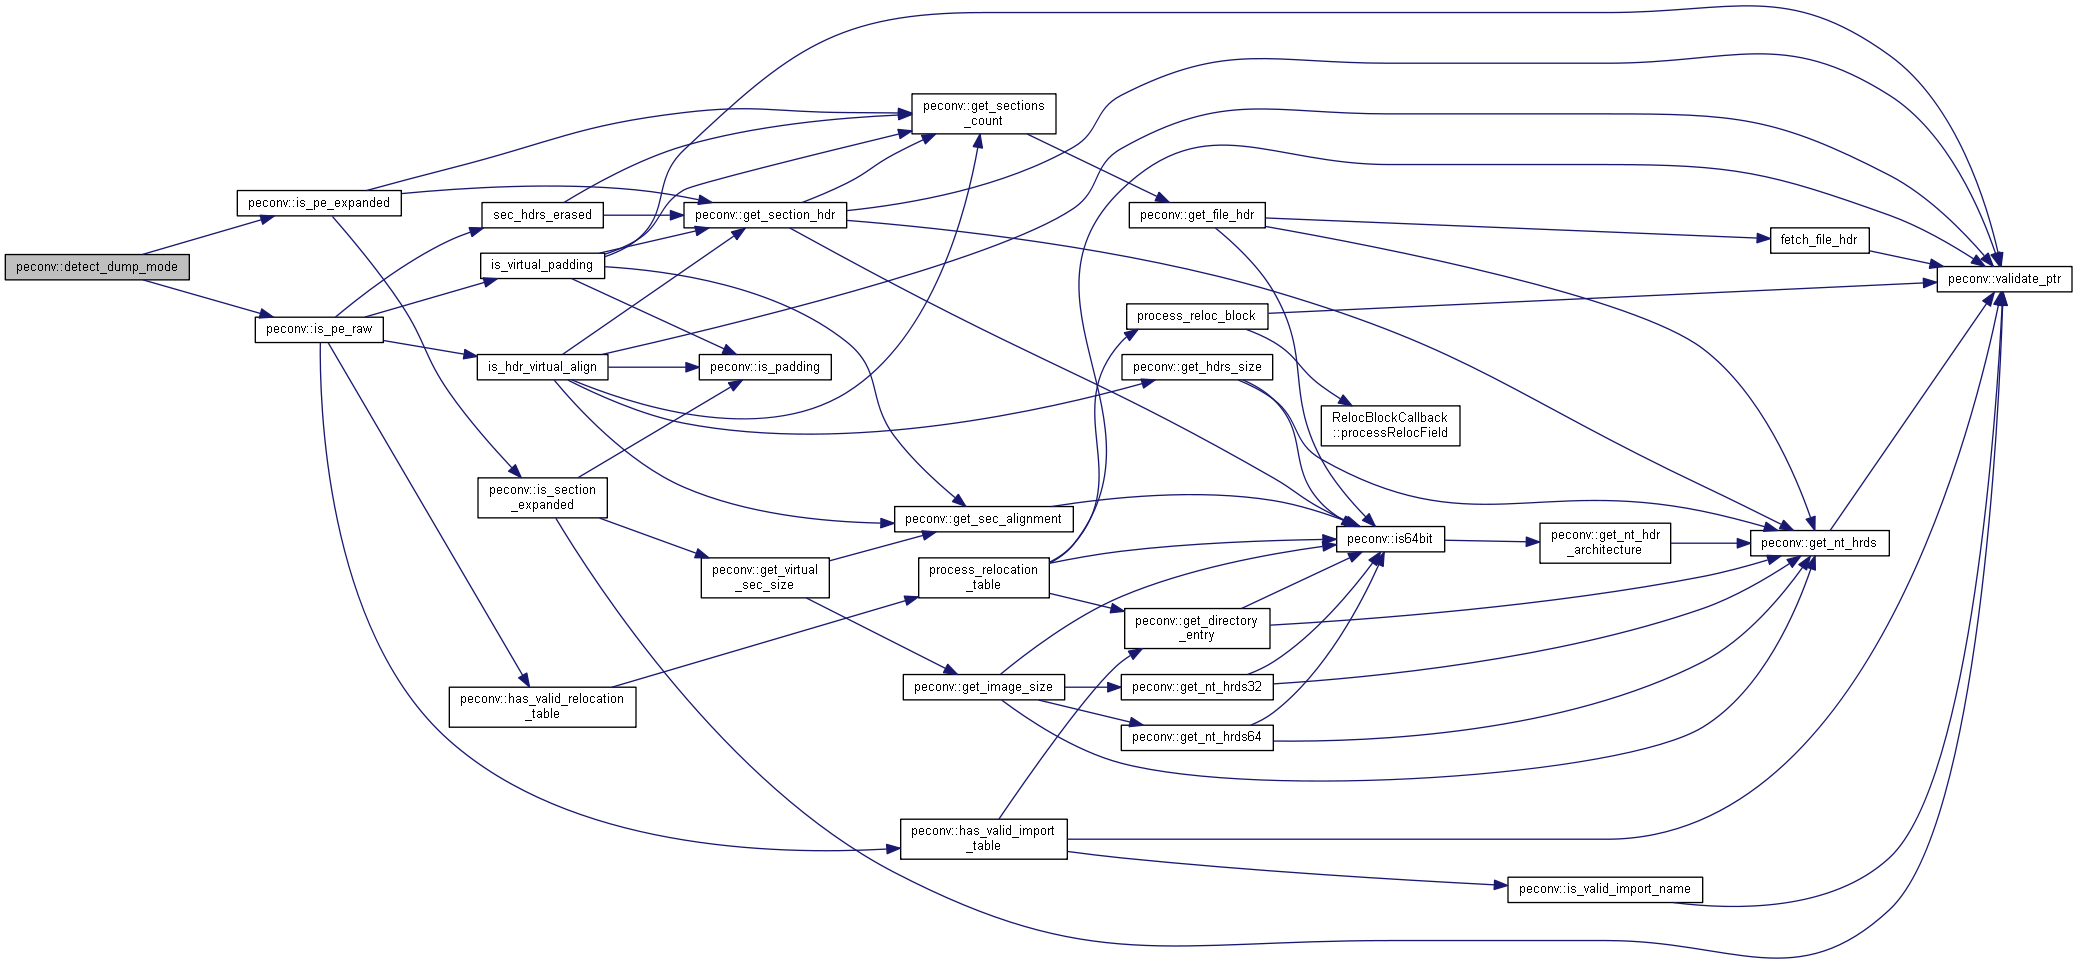 peconv::detect_dump_mode
peconv::is_pe_expanded
peconv::is_pe_raw
sec_hdrs_erased
is_virtual_padding
is_hdr_virtual_align
peconv::is_section
_expanded
peconv::has_valid_relocation
_table
peconv::get_section_hdr
peconv::is_padding
peconv::get_virtual
_sec_size
peconv::get_sections
_count
peconv::get_sec_alignment
process_relocation
_table
peconv::get_image_size
peconv::has_valid_import
_table
peconv::get_file_hdr
process_reloc_block
peconv::get_hdrs_size
peconv::get_directory
_entry
peconv::get_nt_hrds32
peconv::get_nt_hrds64
RelocBlockCallback
::processRelocField
peconv::is64bit
peconv::get_nt_hdr
_architecture
peconv::is_valid_import_name
fetch_file_hdr
peconv::get_nt_hrds
peconv::validate_ptr